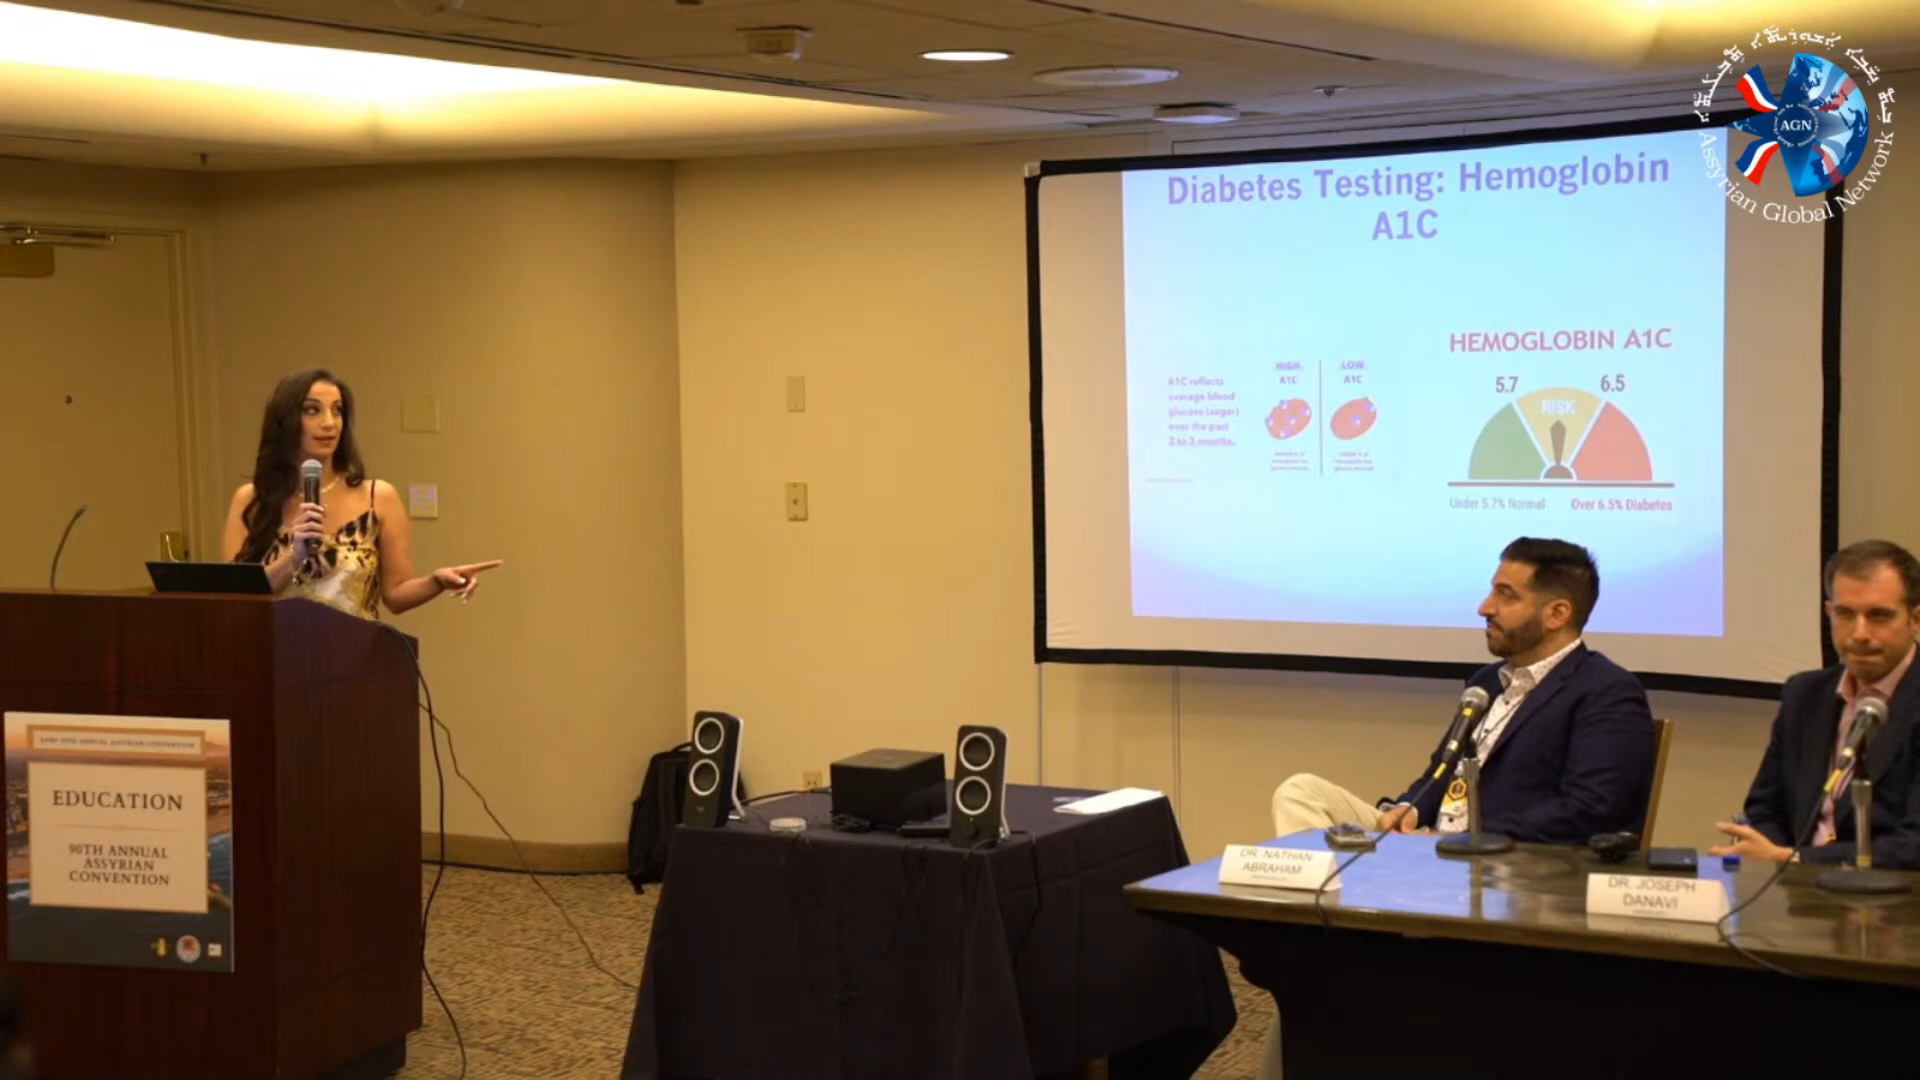 Diabetes Testing: Hemoglobin
A1C
A1C reflects
average blood
glucose (sugar)
over the past
2 to 3 months.
HIGH
A1C
LOW
A1C
HEMOGLOBIN A1C
5.7
6.5
RISK
Under 5.7% Normal
Over 6.5% Diabetes
AGN
Assyrian Global Network
EDUCATION
90TH ANNUAL
ASSYRIAN
CONVENTION
DR. NATHAN
ABRAHAM
DR. JOSEPH
DANAVI